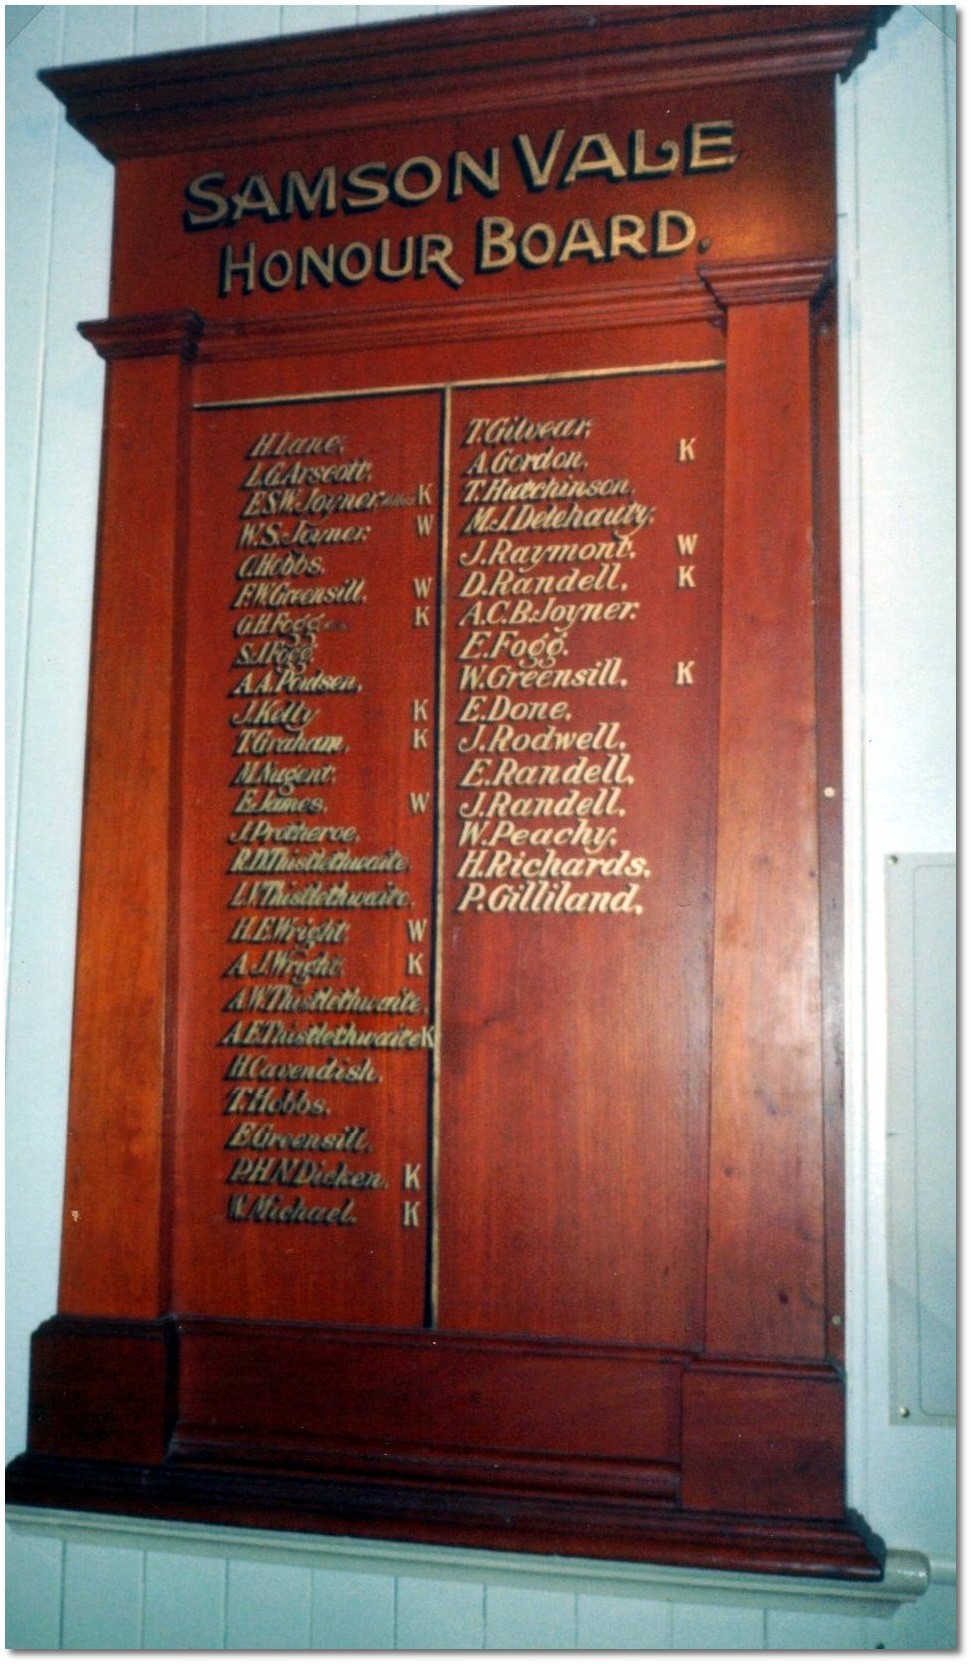 SAMSON VALE
HONOUR BOARD.
H.Lane,
L.G.Arscott,
E.S.W.Joyner, K
W.S.Joyner. W
C.Hobbs.
F.W.Greensill, W
G.H.Fogg K
S.J.Fogg
A.A.Poulsen,
J.Kelly K
T.Graham, K
M.Nugent.
E.James, W
J.Protheroe,
R.D.Thistlethwaite,
L.V.Thistlethwaite,
H.E.Wright, W
A.J.Wright, K
A.W.Thistlethwaite,
A.E.Thistlethwaite K
H.Cavendish,
T.Hobbs.
E.Greensill,
P.H.N.Dicken. K
W.Michael. K
T.Gilvear,
A.Gordon, K
T.Hutchinson,
M.J.Delehauty.
J.Raymont. W
D.Randell. K
A.C.B.Joyner.
E.Fogg.
W.Greensill. K
E.Done.
J.Rodwell.
E.Randell,
J.Randell.
W.Peachy.
H.Richards.
P.Gilliland,